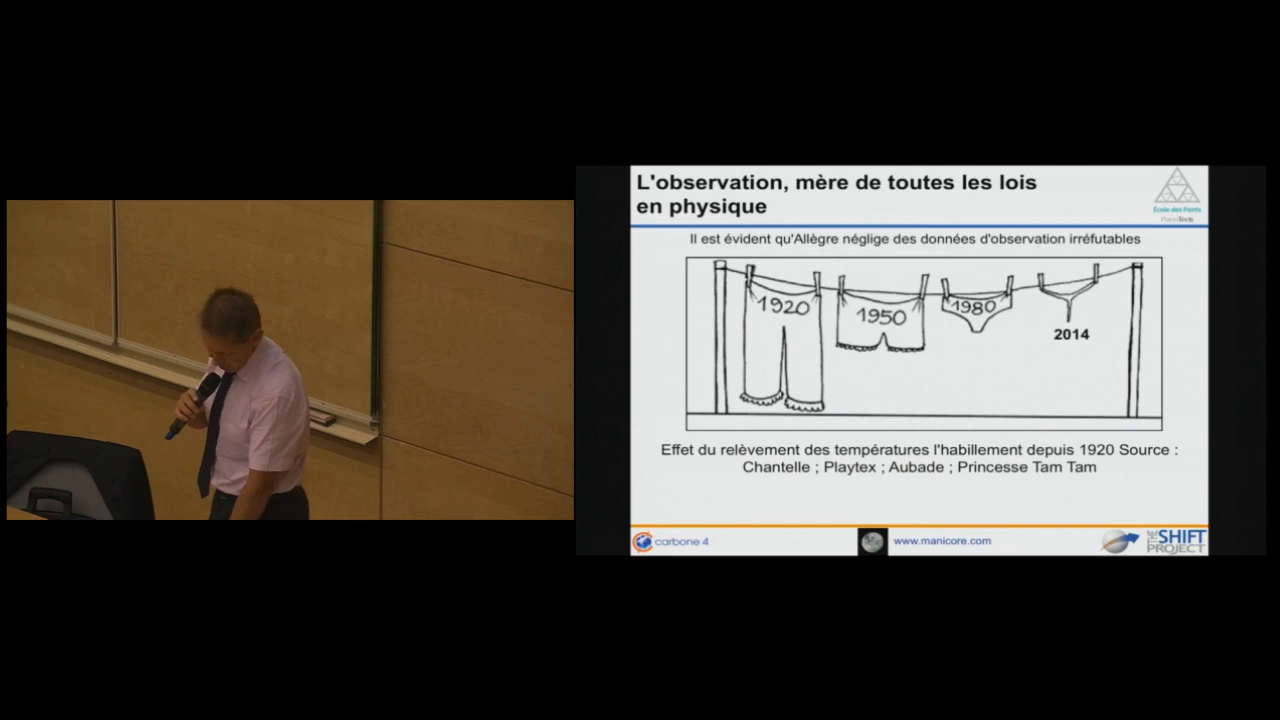 L'observation, mère de toutes les lois
en physique
École des Ponts
ParisTech
Il est évident qu'Allègre néglige des données d'observation irréfutables
1920
1950
1980
2014
Effet du relèvement des températures l'habillement depuis 1920 Source :
Chantelle ; Playtex ; Aubade ; Princesse Tam Tam
carbone 4
www.manicore.com
THE SHIFT
PROJECT